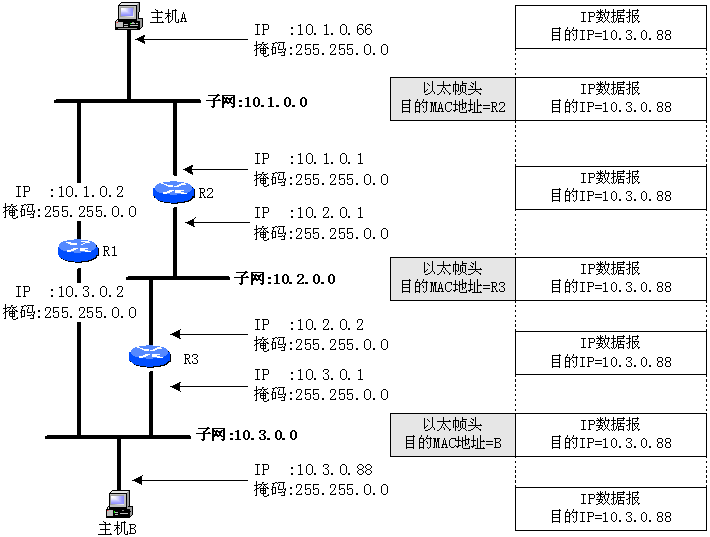 主机A
IP :10.1.0.66
掩码:255.255.0.0
子网:10.1.0.0
IP :10.1.0.1
掩码:255.255.0.0
R2
IP :10.1.0.2
掩码:255.255.0.0
IP :10.2.0.1
掩码:255.255.0.0
R1
子网:10.2.0.0
IP :10.3.0.2
掩码:255.255.0.0
IP :10.2.0.2
掩码:255.255.0.0
R3
IP :10.3.0.1
掩码:255.255.0.0
子网:10.3.0.0
IP :10.3.0.88
掩码:255.255.0.0
主机B
IP数据报
目的IP=10.3.0.88
以太帧头
目的MAC地址=R2
IP数据报
目的IP=10.3.0.88
IP数据报
目的IP=10.3.0.88
以太帧头
目的MAC地址=R3
IP数据报
目的IP=10.3.0.88
IP数据报
目的IP=10.3.0.88
以太帧头
目的MAC地址=B
IP数据报
目的IP=10.3.0.88
IP数据报
目的IP=10.3.0.88